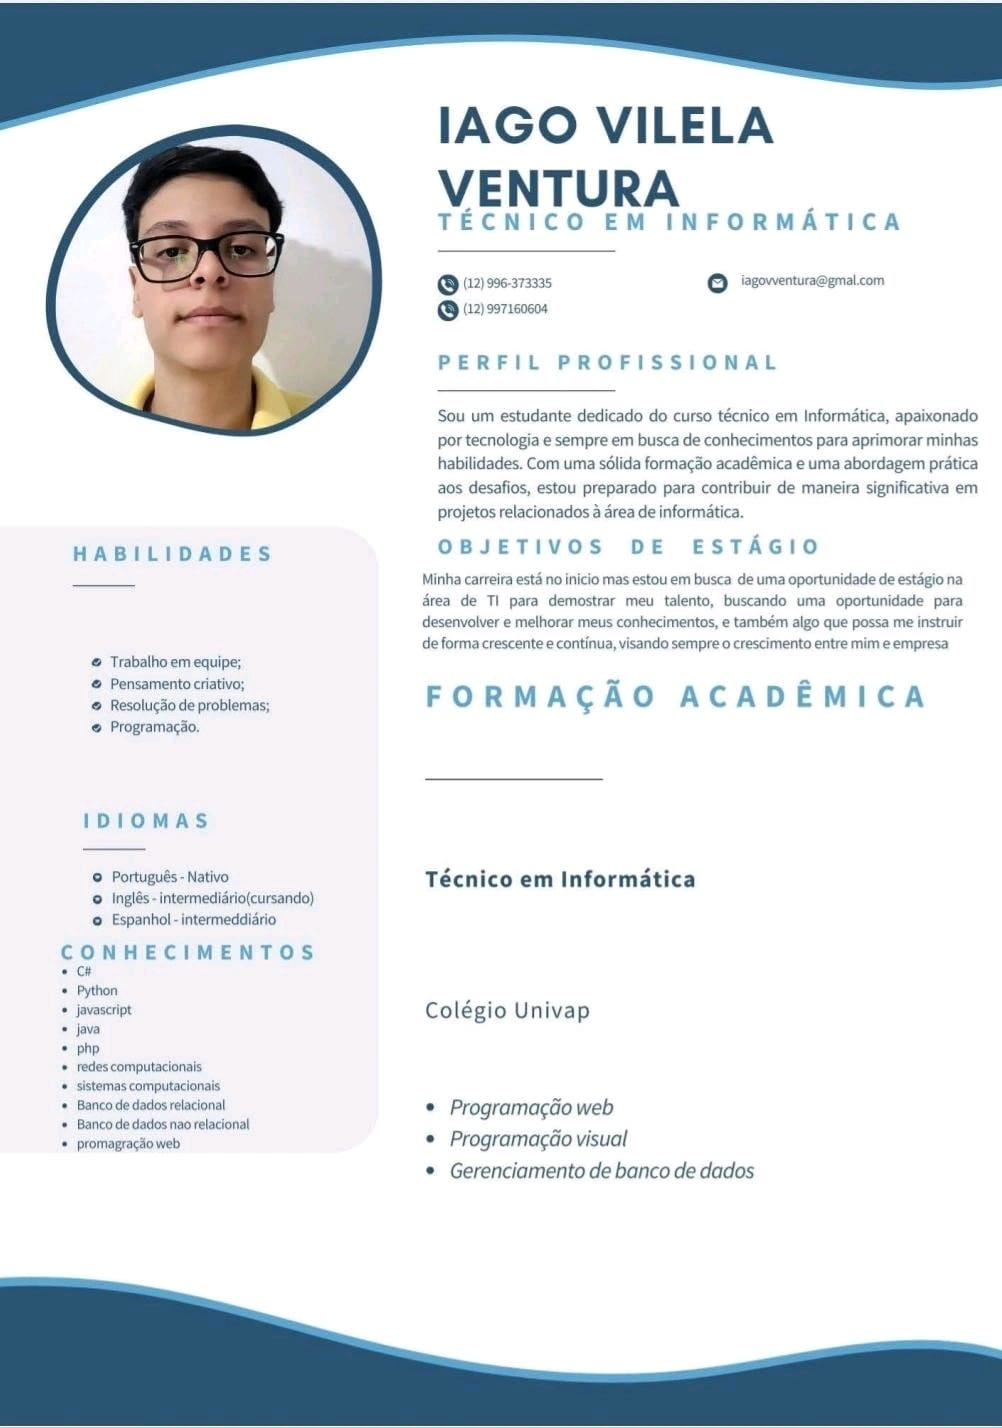 IAGO VILELA
VENTURA
TÉCNICO EM INFORMÁTICA
(12) 996-373335
iagovventura@gmal.com
(12) 997160604
PERFIL PROFISSIONAL
Sou um estudante dedicado do curso técnico em Informática, apaixonado
por tecnologia e sempre em busca de conhecimentos para aprimorar minhas
habilidades. Com uma sólida formação acadêmica e uma abordagem prática
aos desafios, estou preparado para contribuir de maneira significativa em
projetos relacionados à área de informática.
OBJETIVOS DE ESTÁGIO
Minha carreira está no inicio mas estou em busca de uma oportunidade de estágio na
área de TI para demostrar meu talento, buscando uma oportunidade para
desenvolver e melhorar meus conhecimentos, e também algo que possa me instruir
de forma crescente e contínua, visando sempre o crescimento entre mim e empresa
FORMAÇÃO ACADÊMICA
Técnico em Informática
Colégio Univap
• Programação web
• Programação visual
• Gerenciamento de banco de dados
HABILIDADES
Trabalho em equipe;
Pensamento criativo;
Resolução de problemas;
Programação.
IDIOMAS
Português - Nativo
Inglês - intermediário(cursando)
Espanhol - intermeddiário
CONHECIMENTOS
• C#
• Python
• javascript
• java
• php
• redes computacionais
• sistemas computacionais
• Banco de dados relacional
• Banco de dados nao relacional
• promagração web